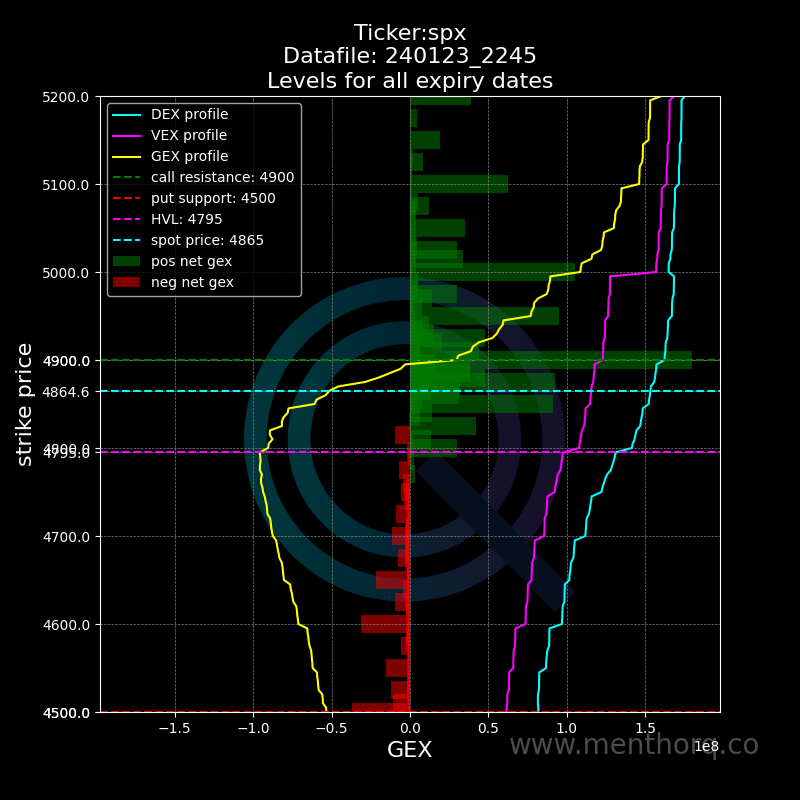 Ticker:spx
Datafile: 240123_2245
Levels for all expiry dates
DEX profile
VEX profile
GEX profile
call resistance: 4900
put support: 4500
HVL: 4795
spot price: 4865
pos net gex
neg net gex
5200.0
5100.0
5000.0
4900.0
4864.6
4800.0
4795.0
4700.0
4600.0
4500.0
strike price
−1.5 −1.0 −0.5 0.0 0.5 1.0 1.5
1e8
GEX
www.menthorq.co